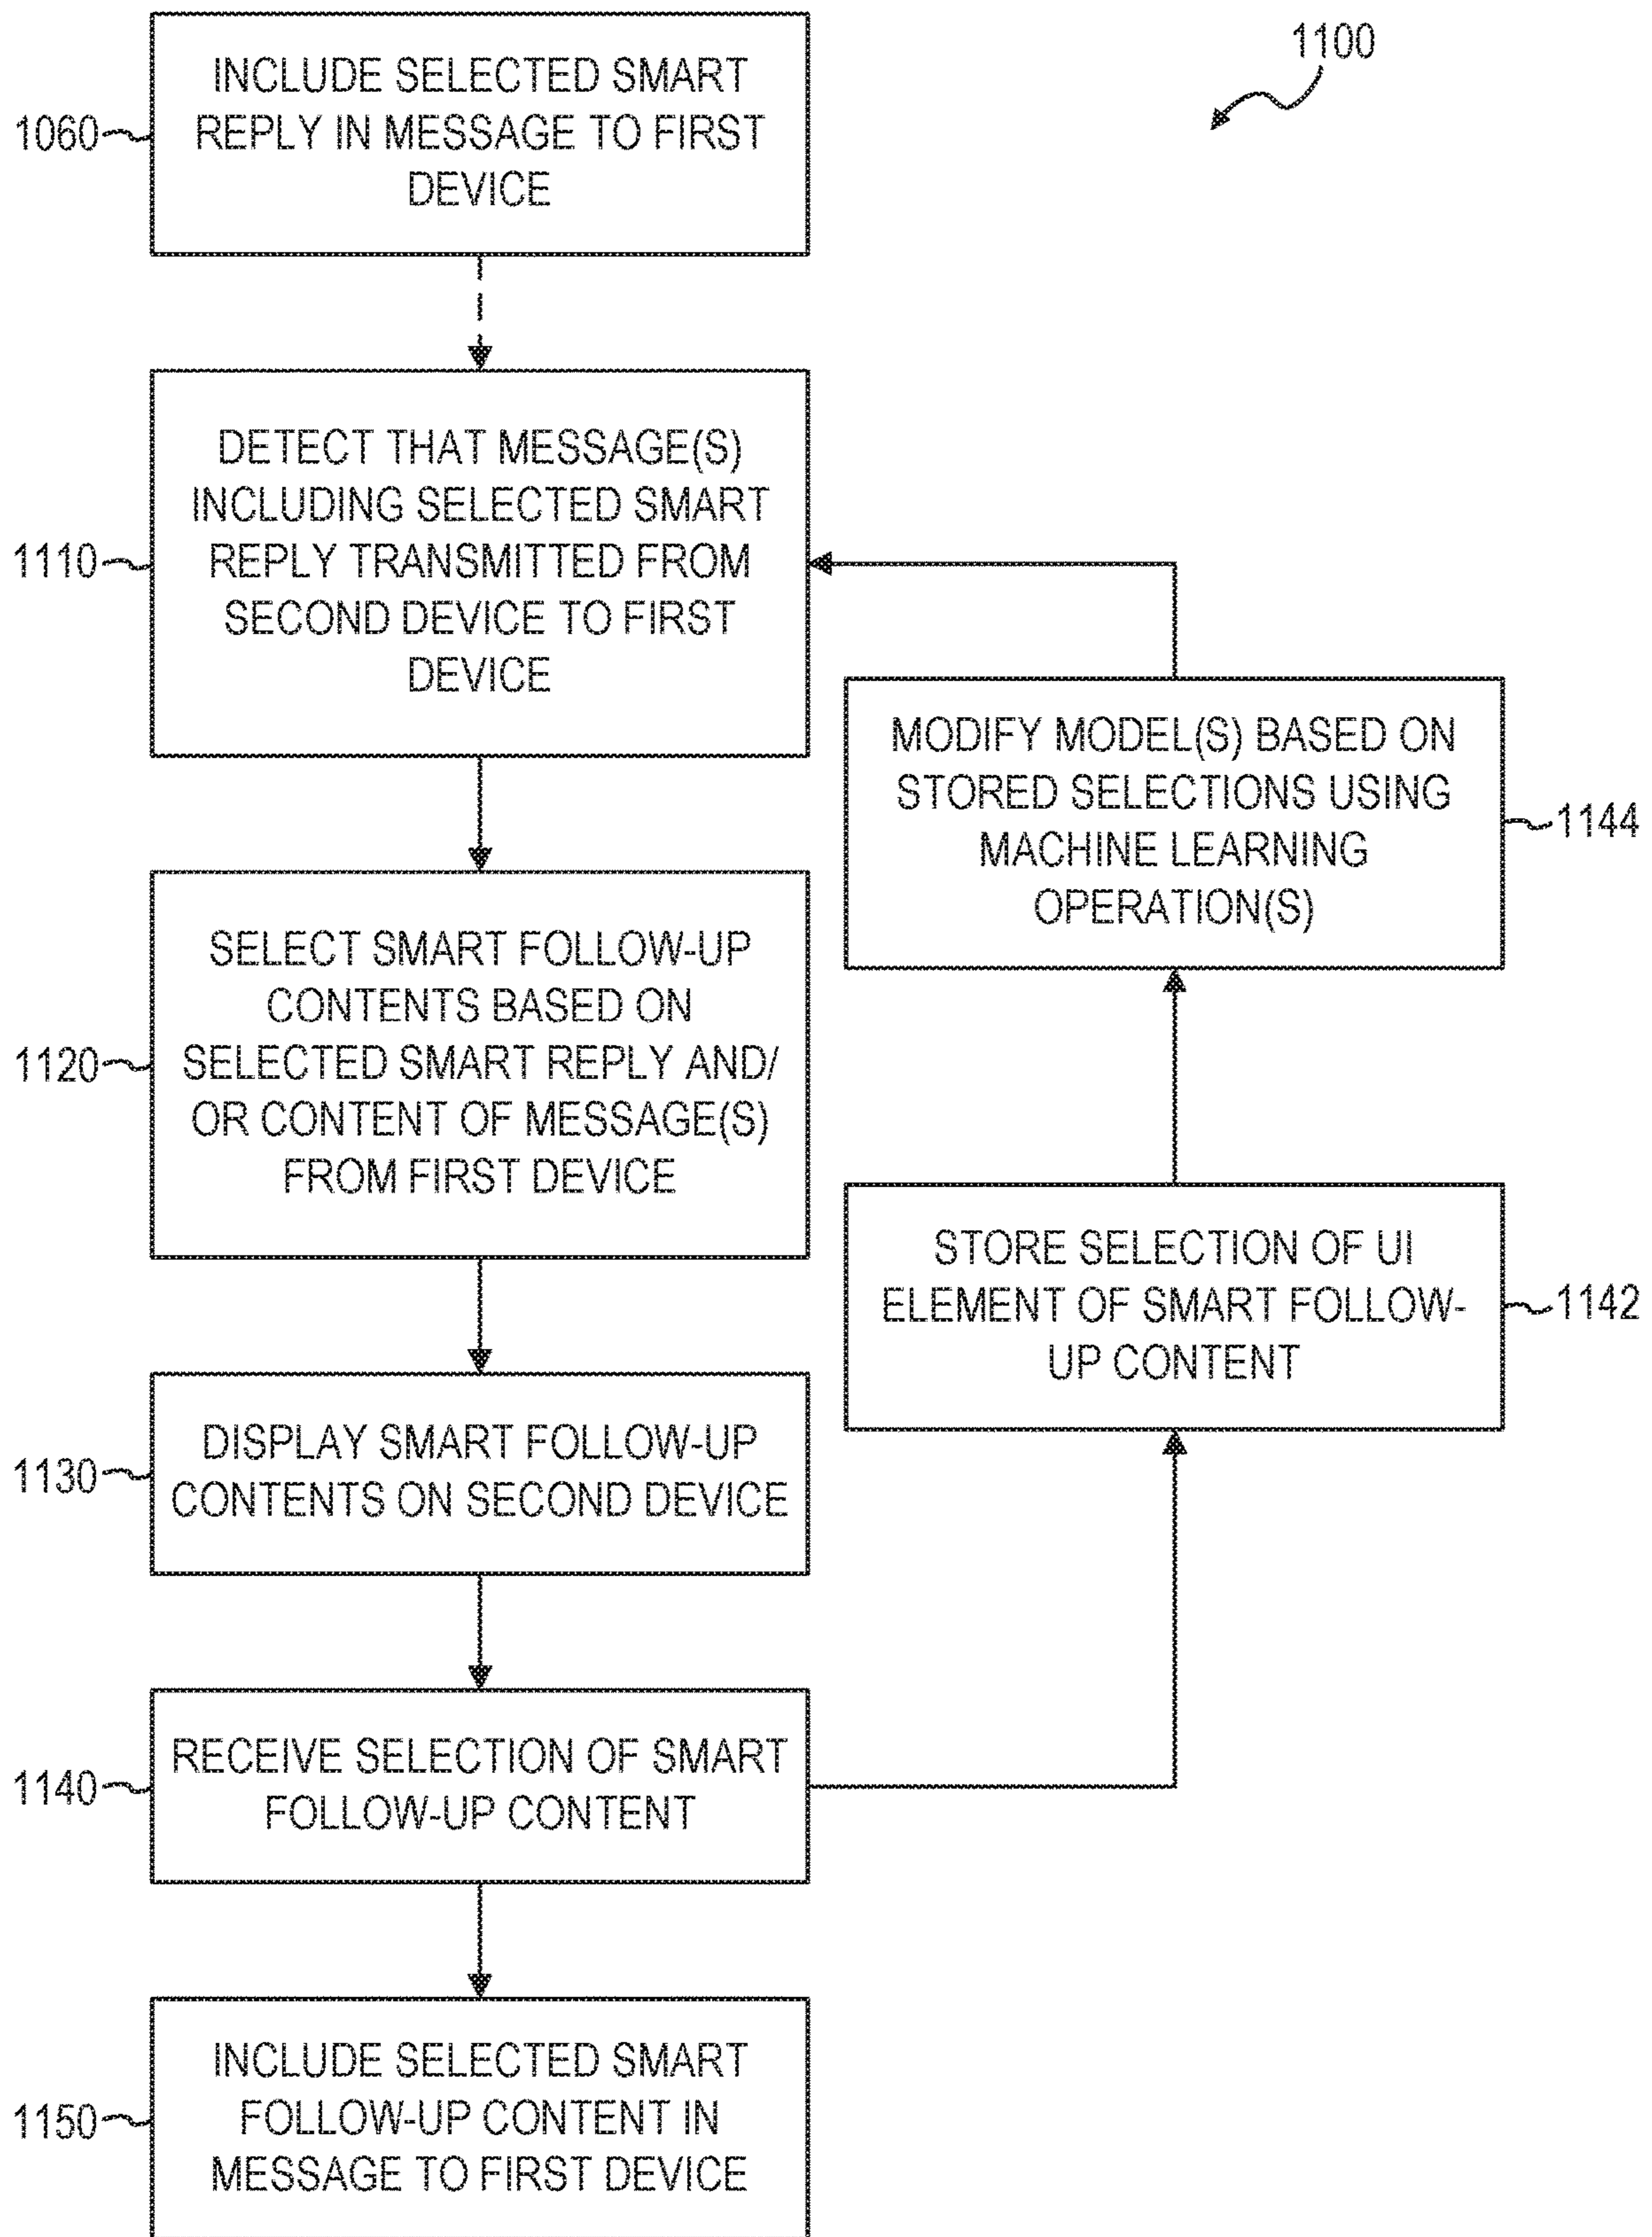 1100
INCLUDE SELECTED SMART
REPLY IN MESSAGE TO FIRST
DEVICE
1060
DETECT THAT MESSAGE(S)
INCLUDING SELECTED SMART
REPLY TRANSMITTED FROM
SECOND DEVICE TO FIRST
DEVICE
1110
MODIFY MODEL(S) BASED ON
STORED SELECTIONS USING
MACHINE LEARNING
OPERATION(S)
1144
SELECT SMART FOLLOW-UP
CONTENTS BASED ON
SELECTED SMART REPLY AND/
OR CONTENT OF MESSAGE(S)
FROM FIRST DEVICE
1120
STORE SELECTION OF UI
ELEMENT OF SMART FOLLOW-
UP CONTENT
1142
DISPLAY SMART FOLLOW-UP
CONTENTS ON SECOND DEVICE
1130
RECEIVE SELECTION OF SMART
FOLLOW-UP CONTENT
1140
INCLUDE SELECTED SMART
FOLLOW-UP CONTENT IN
MESSAGE TO FIRST DEVICE
1150